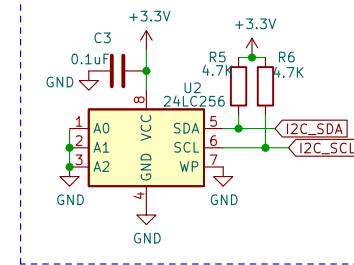 +3.3V
C3
0.1uF
GND
+3.3V
R5
4.7K
R6
4.7K
U2
24LC256
8
VCC
1 A0
2 A1
3 A2
GND
4
SDA 5
SCL 6
WP 7
I2C_SDA
I2C_SCL
GND
GND
GND